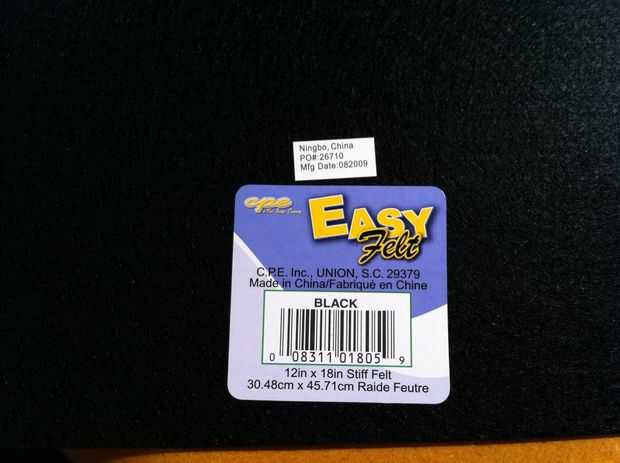 Ningbo, China
PO#:26710
Mfg Date:082009
cpe
EASY
Felt
C.P.E. Inc., UNION, S.C. 29379
Made in China/Fabriqué en Chine
BLACK
0 08311 01805 9
12in x 18in Stiff Felt
30.48cm x 45.71cm Raide Feutre